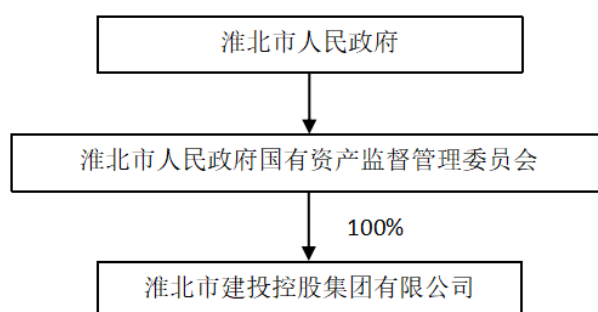 淮北市人民政府
淮北市人民政府国有资产监督管理委员会
100%
淮北市建投控股集团有限公司